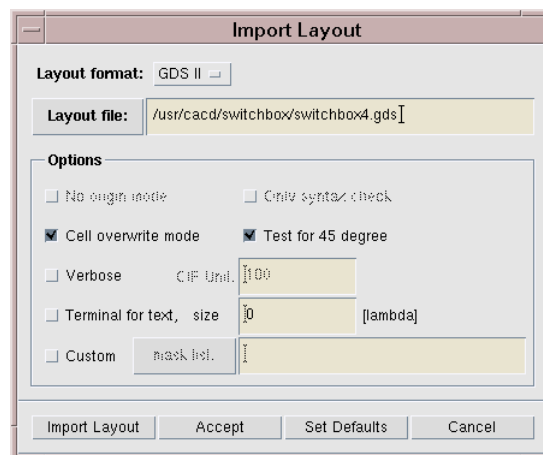 Import Layout
Layout format: GDS II
Layout file: /usr/cacd/switchbox/switchbox4.gds
Options
No origin mode Only syntax check
Cell overwrite mode Test for 45 degree
Verbose CIF Unit. 100
Terminal for text, size 0 [lambda]
Custom mask list.
Import Layout Accept Set Defaults Cancel